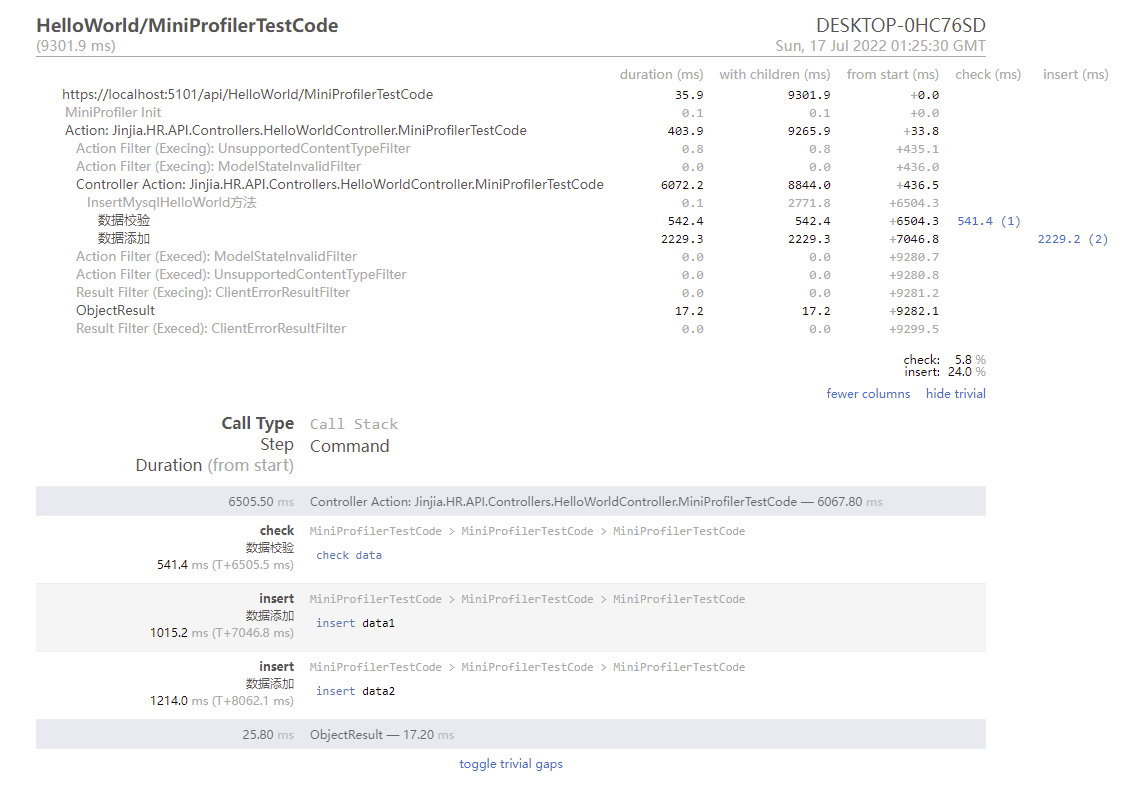 HelloWorld/MiniProfilerTestCode DESKTOP-0HC76SD
(9301.9 ms) Sun, 17 Jul 2022 01:25:30 GMT
duration (ms) with children (ms) from start (ms) check (ms) insert (ms)
https://localhost:5101/api/HelloWorld/MiniProfilerTestCode 35.9 9301.9 +0.0
MiniProfiler Init 0.1 0.1 +0.0
Action: Jinjia.HR.API.Controllers.HelloWorldController.MiniProfilerTestCode 403.9 9265.9 +33.8
Action Filter (Execing): UnsupportedContentTypeFilter 0.8 0.8 +435.1
Action Filter (Execing): ModelStateInvalidFilter 0.0 0.0 +436.0
Controller Action: Jinjia.HR.API.Controllers.HelloWorldController.MiniProfilerTestCode 6072.2 8844.0 +436.5
InsertMysqlHelloWorld方法 0.1 2771.8 +6504.3
数据校验 542.4 542.4 +6504.3 541.4 (1)
数据添加 2229.3 2229.3 +7046.8 2229.2 (2)
Action Filter (Execed): ModelStateInvalidFilter 0.0 0.0 +9280.7
Action Filter (Execed): UnsupportedContentTypeFilter 0.0 0.0 +9280.8
Result Filter (Execing): ClientErrorResultFilter 0.0 0.0 +9281.2
ObjectResult 17.2 17.2 +9282.1
Result Filter (Execed): ClientErrorResultFilter 0.0 0.0 +9299.5
check: 5.8 %
insert: 24.0 %
fewer columns hide trivial
Call Type Call Stack
Step Command
Duration (from start)
6505.50 ms Controller Action: Jinjia.HR.API.Controllers.HelloWorldController.MiniProfilerTestCode — 6067.80 ms
check MiniProfilerTestCode > MiniProfilerTestCode > MiniProfilerTestCode
数据校验
check data
541.4 ms (T+6505.5 ms)
insert MiniProfilerTestCode > MiniProfilerTestCode > MiniProfilerTestCode
数据添加
insert data1
1015.2 ms (T+7046.8 ms)
insert MiniProfilerTestCode > MiniProfilerTestCode > MiniProfilerTestCode
数据添加
insert data2
1214.0 ms (T+8062.1 ms)
25.80 ms ObjectResult — 17.20 ms
toggle trivial gaps